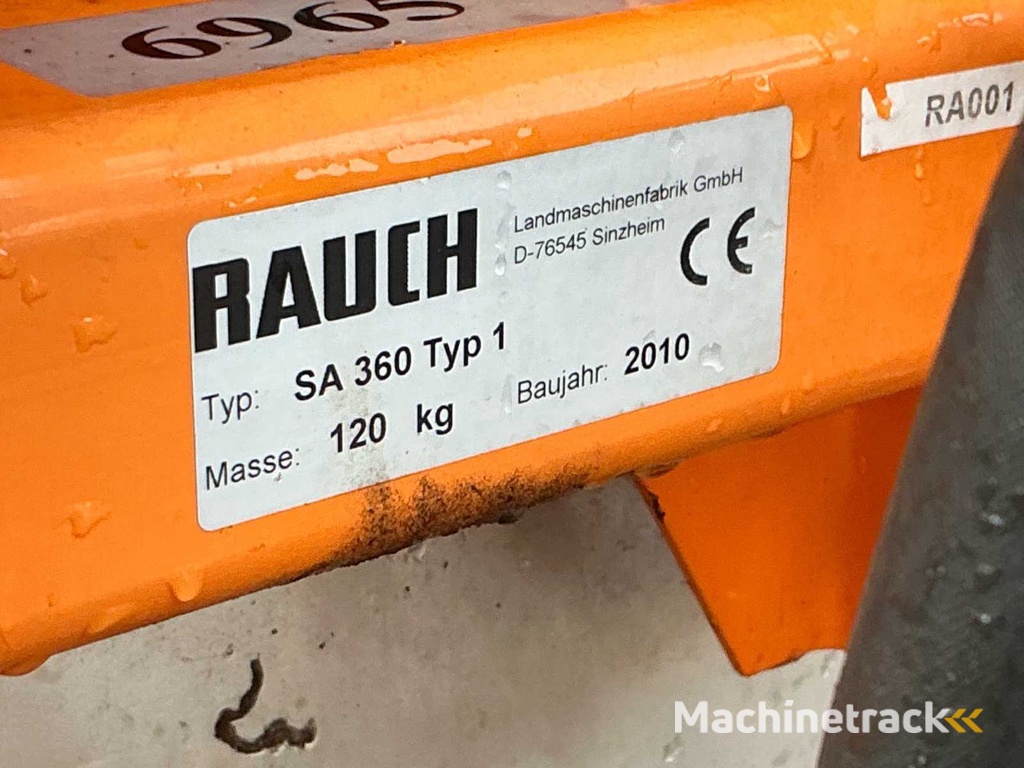 6965
RA001
RAUCH
Landmaschinenfabrik GmbH
D-76545 Sinzheim
CE
Typ: SA 360 Typ 1
Masse: 120 kg
Baujahr: 2010
Machinetrack